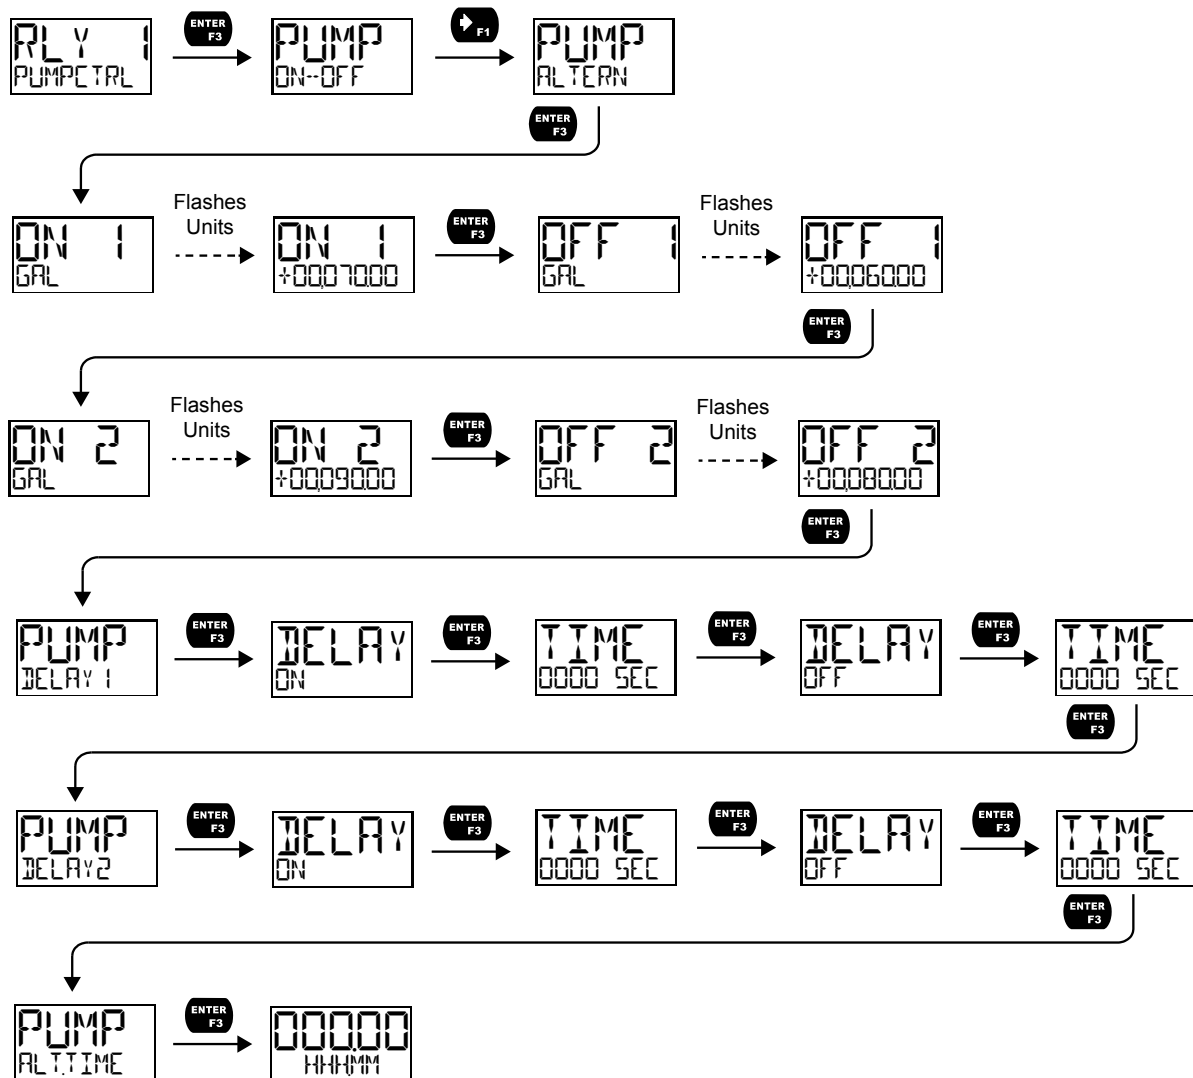 RLY 1
PUMPCTRL
ENTER
F3
PUMP
ON--OFF
F1
PUMP
ALTERN
ENTER
F3
ON 1
GAL
Flashes
Units
ON 1
+00,070.00
ENTER
F3
OFF 1
GAL
Flashes
Units
OFF 1
+00,060.00
ENTER
F3
ON 2
GAL
Flashes
Units
ON 2
+00,090.00
ENTER
F3
OFF 2
GAL
Flashes
Units
OFF 2
+00,080.00
ENTER
F3
PUMP
DELAY1
ENTER
F3
DELAY
ON
ENTER
F3
TIME
0000 SEC
ENTER
F3
DELAY
OFF
ENTER
F3
TIME
0000 SEC
ENTER
F3
PUMP
DELAY2
ENTER
F3
DELAY
ON
ENTER
F3
TIME
0000 SEC
ENTER
F3
DELAY
OFF
ENTER
F3
TIME
0000 SEC
ENTER
F3
PUMP
ALT.TIME
ENTER
F3
000.00
HHH,MM